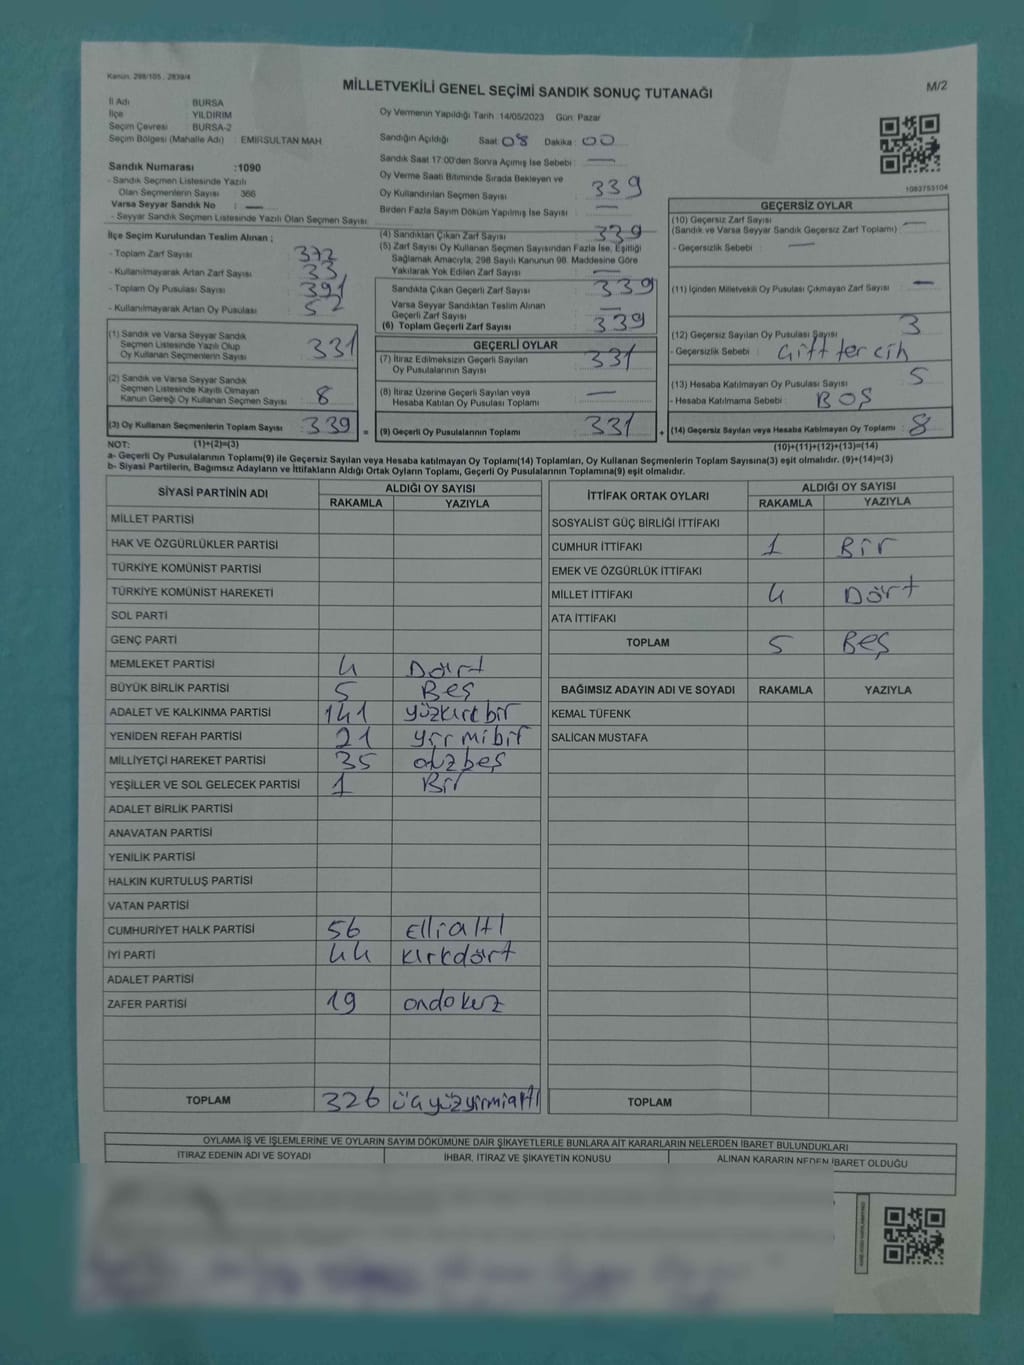 Kanun. 298/105 , 2839/4
MİLLETVEKİLİ GENEL SEÇİMİ SANDIK SONUÇ TUTANAĞI
M/2
İl Adı BURSA
İlçe YILDIRIM
Seçim Çevresi BURSA-2
Seçim Bölgesi (Mahalle Adı) : EMİRSULTAN MAH
Sandık Numarası :1090
- Sandık Seçmen Listesinde Yazılı
Olan Seçmenlerin Sayısı : 366
Varsa Seyyar Sandık No : —
- Seyyar Sandık Seçmen Listesinde Yazılı Olan Seçmen Sayısı
Oy Vermenin Yapıldığı Tarih :14/05/2023 Gün: Pazar
Sandığın Açıldığı Saat 08 Dakika : 00
Sandık Saat 17:00'den Sonra Açılmış İse Sebebi : —
Oy Verme Saati Bitiminde Sırada Bekleyen ve
Oy Kullandırılan Seçmen Sayısı : 339
Birden Fazla Sayım Döküm Yapılmış İse Sayısı : —
1083753104
İlçe Seçim Kurulundan Teslim Alınan ;
- Toplam Zarf Sayısı : 372
- Kullanılmayarak Artan Zarf Sayısı : 33
- Toplam Oy Pusulası Sayısı : 391
- Kullanılmayarak Artan Oy Pusulası : 52
(1) Sandık ve Varsa Seyyar Sandık
Seçmen Listesinde Yazılı Olup
Oy Kullanan Seçmenlerin Sayısı : 331
(2) Sandık ve Varsa Seyyar Sandık
Seçmen Listesinde Kayıtlı Olmayan
Kanun Gereği Oy Kullanan Seçmen Sayısı : 8
(3) Oy Kullanan Seçmenlerin Toplam Sayısı : 339 =
(4) Sandıktan Çıkan Zarf Sayısı : 339
(5) Zarf Sayısı Oy Kullanan Seçmen Sayısından Fazla İse, Eşitliği
Sağlamak Amacıyla, 298 Sayılı Kanunun 98. Maddesine Göre
Yakılarak Yok Edilen Zarf Sayısı : —
Sandıkta Çıkan Geçerli Zarf Sayısı : 339
Varsa Seyyar Sandıktan Teslim Alınan
Geçerli Zarf Sayısı : —
(6) Toplam Geçerli Zarf Sayısı : 339
GEÇERLİ OYLAR
(7) İtiraz Edilmeksizin Geçerli Sayılan
Oy Pusulalarının Sayısı : 331
(8) İtiraz Üzerine Geçerli Sayılan veya
Hesaba Katılan Oy Pusulası Toplamı : —
(9) Geçerli Oy Pusulalarının Toplamı : 331 +
GEÇERSİZ OYLAR
(10) Geçersiz Zarf Sayısı
(Sandık ve Varsa Seyyar Sandık Geçersiz Zarf Toplamı) : —
- Geçersizlik Sebebi : —
(11) İçinden Milletvekili Oy Pusulası Çıkmayan Zarf Sayısı : —
(12) Geçersiz Sayılan Oy Pusulası Sayısı : 3
- Geçersizlik Sebebi : Çift tercih
(13) Hesaba Katılmayan Oy Pusulası Sayısı : 5
- Hesaba Katılmama Sebebi : BOŞ
(14) Geçersiz Sayılan veya Hesaba Katılmayan Oy Toplamı : 8
NOT: (1)+(2)=(3) (10)+(11)+(12)+(13)=(14)
a- Geçerli Oy Pusulalarının Toplamı(9) ile Geçersiz Sayılan veya Hesaba katılmayan Oy Toplamı(14) Toplamları, Oy Kullanan Seçmenlerin Toplam Sayısına(3) eşit olmalıdır. (9)+(14)=(3)
b- Siyasi Partilerin, Bağımsız Adayların ve İttifakların Aldığı Ortak Oyların Toplamı, Geçerli Oy Pusulalarının Toplamına(9) eşit olmalıdır.
SİYASİ PARTİNİN ADI ALDIĞI OY SAYISI
RAKAMLA YAZIYLA
MİLLET PARTİSİ
HAK VE ÖZGÜRLÜKLER PARTİSİ
TÜRKİYE KOMÜNİST PARTİSİ
TÜRKİYE KOMÜNİST HAREKETİ
SOL PARTİ
GENÇ PARTİ
MEMLEKET PARTİSİ 4 Dört
BÜYÜK BİRLİK PARTİSİ 5 Beş
ADALET VE KALKINMA PARTİSİ 141 yüzkırkbir
YENİDEN REFAH PARTİSİ 21 yirmibir
MİLLİYETÇİ HAREKET PARTİSİ 35 otuzbeş
YEŞİLLER VE SOL GELECEK PARTİSİ 1 Bir
ADALET BİRLİK PARTİSİ
ANAVATAN PARTİSİ
YENİLİK PARTİSİ
HALKIN KURTULUŞ PARTİSİ
VATAN PARTİSİ
CUMHURİYET HALK PARTİSİ 56 Elli altı
İYİ PARTİ 44 kırkdört
ADALET PARTİSİ
ZAFER PARTİSİ 19 ondokuz
TOPLAM 326 üçyüzyirmialtı
İTTİFAK ORTAK OYLARI ALDIĞI OY SAYISI
RAKAMLA YAZIYLA
SOSYALİST GÜÇ BİRLİĞİ İTTİFAKI
CUMHUR İTTİFAKI 1 Bir
EMEK VE ÖZGÜRLÜK İTTİFAKI
MİLLET İTTİFAKI 4 Dört
ATA İTTİFAKI
TOPLAM 5 Beş
BAĞIMSIZ ADAYIN ADI VE SOYADI RAKAMLA YAZIYLA
KEMAL TÜFENK
SALİCAN MUSTAFA
TOPLAM
OYLAMA İŞ VE İŞLEMLERİNE VE OYLARIN SAYIM DÖKÜMÜNE DAİR ŞİKAYETLERLE BUNLARA AİT KARARLARIN NELERDEN İBARET BULUNDUKLARI
İTİRAZ EDENİN ADI VE SOYADI İHBAR, İTİRAZ VE ŞİKAYETİN KONUSU ALINAN KARARIN NEDEN İBARET OLDUĞU